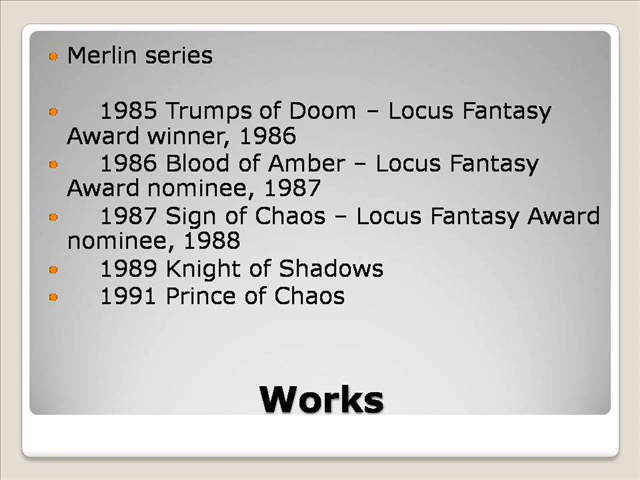 Merlin series
1985 Trumps of Doom – Locus Fantasy
Award winner, 1986
1986 Blood of Amber – Locus Fantasy
Award nominee, 1987
1987 Sign of Chaos – Locus Fantasy Award
nominee, 1988
1989 Knight of Shadows
1991 Prince of Chaos
Works